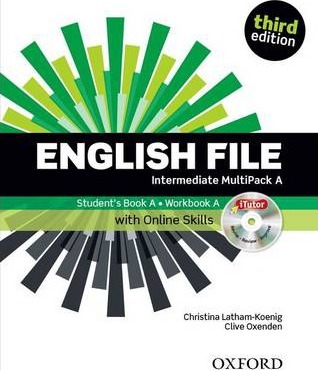 third
edition
ENGLISH FILE
Intermediate MultiPack A
Student's Book A • Workbook A
with Online Skills
iTutor
Christina Latham-Koenig
Clive Oxenden
OXFORD